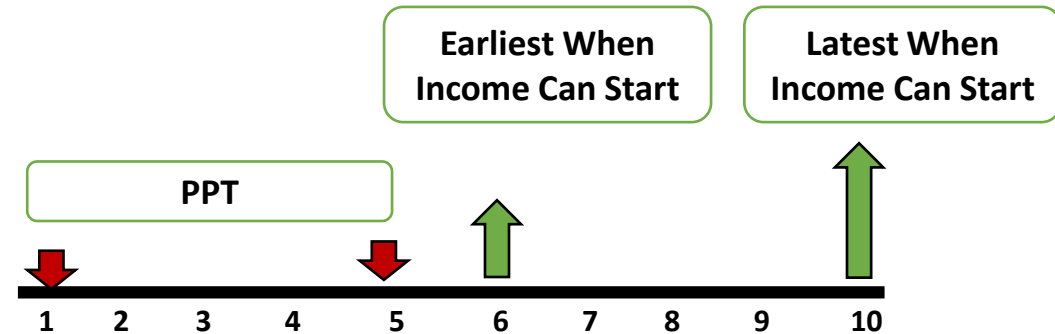 Earliest When
Income Can Start
Latest When
Income Can Start
PPT
1 2 3 4 5 6 7 8 9 10